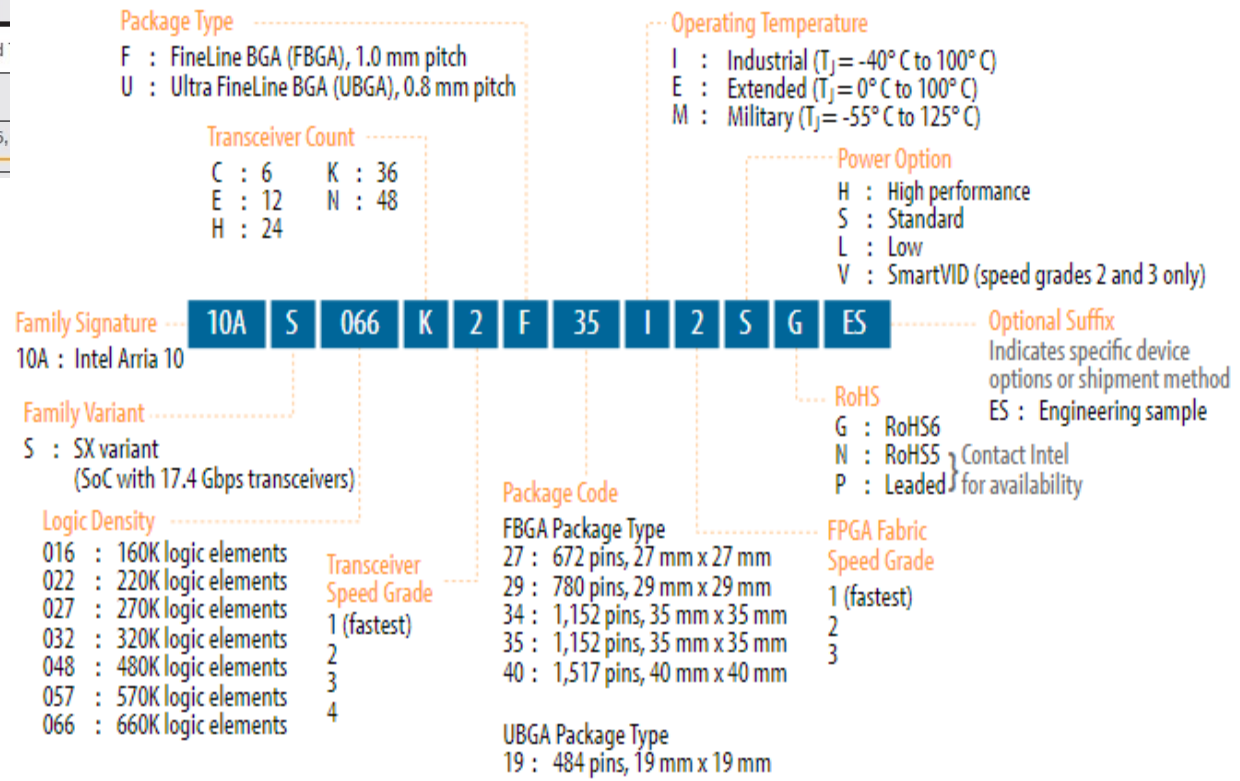 Package Type
F : FineLine BGA (FBGA), 1.0 mm pitch
U : Ultra FineLine BGA (UBGA), 0.8 mm pitch
Operating Temperature
I : Industrial (TJ = -40° C to 100° C)
E : Extended (TJ = 0° C to 100° C)
M : Military (TJ = -55° C to 125° C)
Transceiver Count
C : 6 K : 36
E : 12 N : 48
H : 24
Power Option
H : High performance
S : Standard
L : Low
V : SmartVID (speed grades 2 and 3 only)
Family Signature
10A : Intel Arria 10
10A S 066 K 2 F 35 I 2 S G ES
Optional Suffix
Indicates specific device
options or shipment method
ES : Engineering sample
Family Variant
S : SX variant
(SoC with 17.4 Gbps transceivers)
RoHS
G : RoHS6
N : RoHS5
P : Leaded
Contact Intel
for availability
Logic Density
016 : 160K logic elements
022 : 220K logic elements
027 : 270K logic elements
032 : 320K logic elements
048 : 480K logic elements
057 : 570K logic elements
066 : 660K logic elements
Transceiver
Speed Grade
1 (fastest)
2
3
4
Package Code
FBGA Package Type
27 : 672 pins, 27 mm x 27 mm
29 : 780 pins, 29 mm x 29 mm
34 : 1,152 pins, 35 mm x 35 mm
35 : 1,152 pins, 35 mm x 35 mm
40 : 1,517 pins, 40 mm x 40 mm
UBGA Package Type
19 : 484 pins, 19 mm x 19 mm
FPGA Fabric
Speed Grade
1 (fastest)
2
3